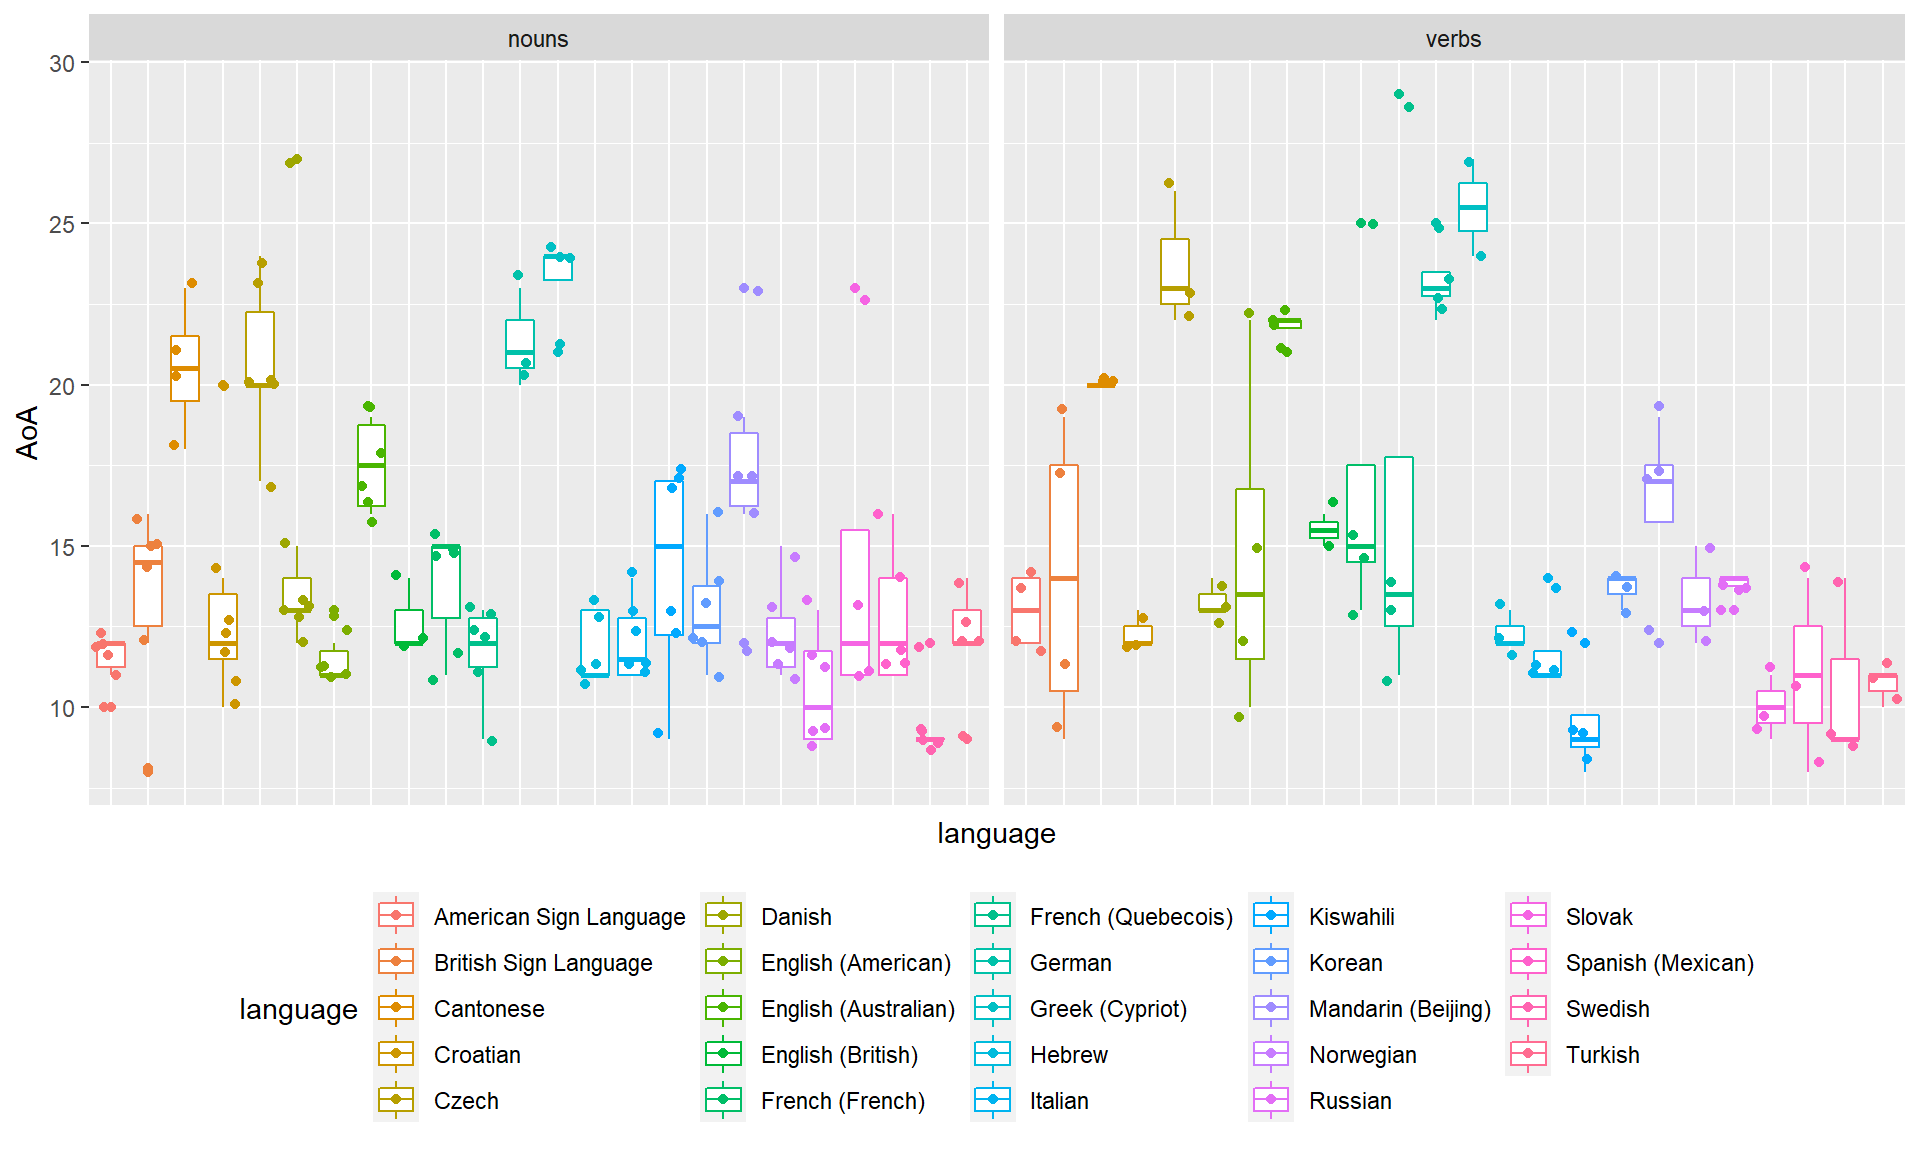 nouns
verbs
30
25
20
15
10
AoA
language
language
American Sign Language
British Sign Language
Cantonese
Croatian
Czech
Danish
English (American)
English (Australian)
English (British)
French (French)
French (Quebecois)
German
Greek (Cypriot)
Hebrew
Italian
Kiswahili
Korean
Mandarin (Beijing)
Norwegian
Russian
Slovak
Spanish (Mexican)
Swedish
Turkish